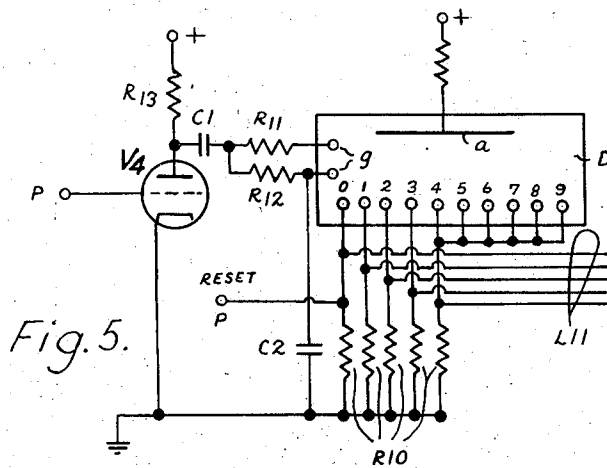 + +
R13 C1 R11 a D
V4 R12 g
P 0 1 2 3 4 5 6 7 8 9
RESET
P
L11
Fig. 5. C2
R10